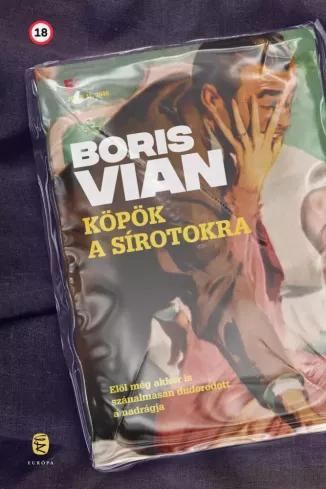 18
BORIS
VIAN
KÖPÖK
A SÍROTOKRA
Elöl még akkor is
szánalmasan dudorodott
a nadrágja
EURÓPA